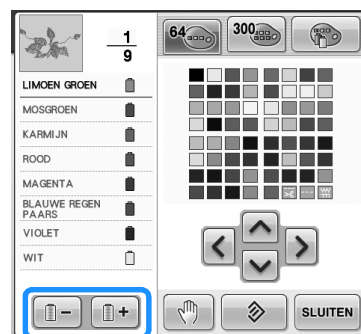 1
9
64
300
LIMOEN GROEN
MOSGROEN
KARMIJN
ROOD
MAGENTA
BLAUWE REGEN
PAARS
VIOLET
WIT
- +
SLUITEN